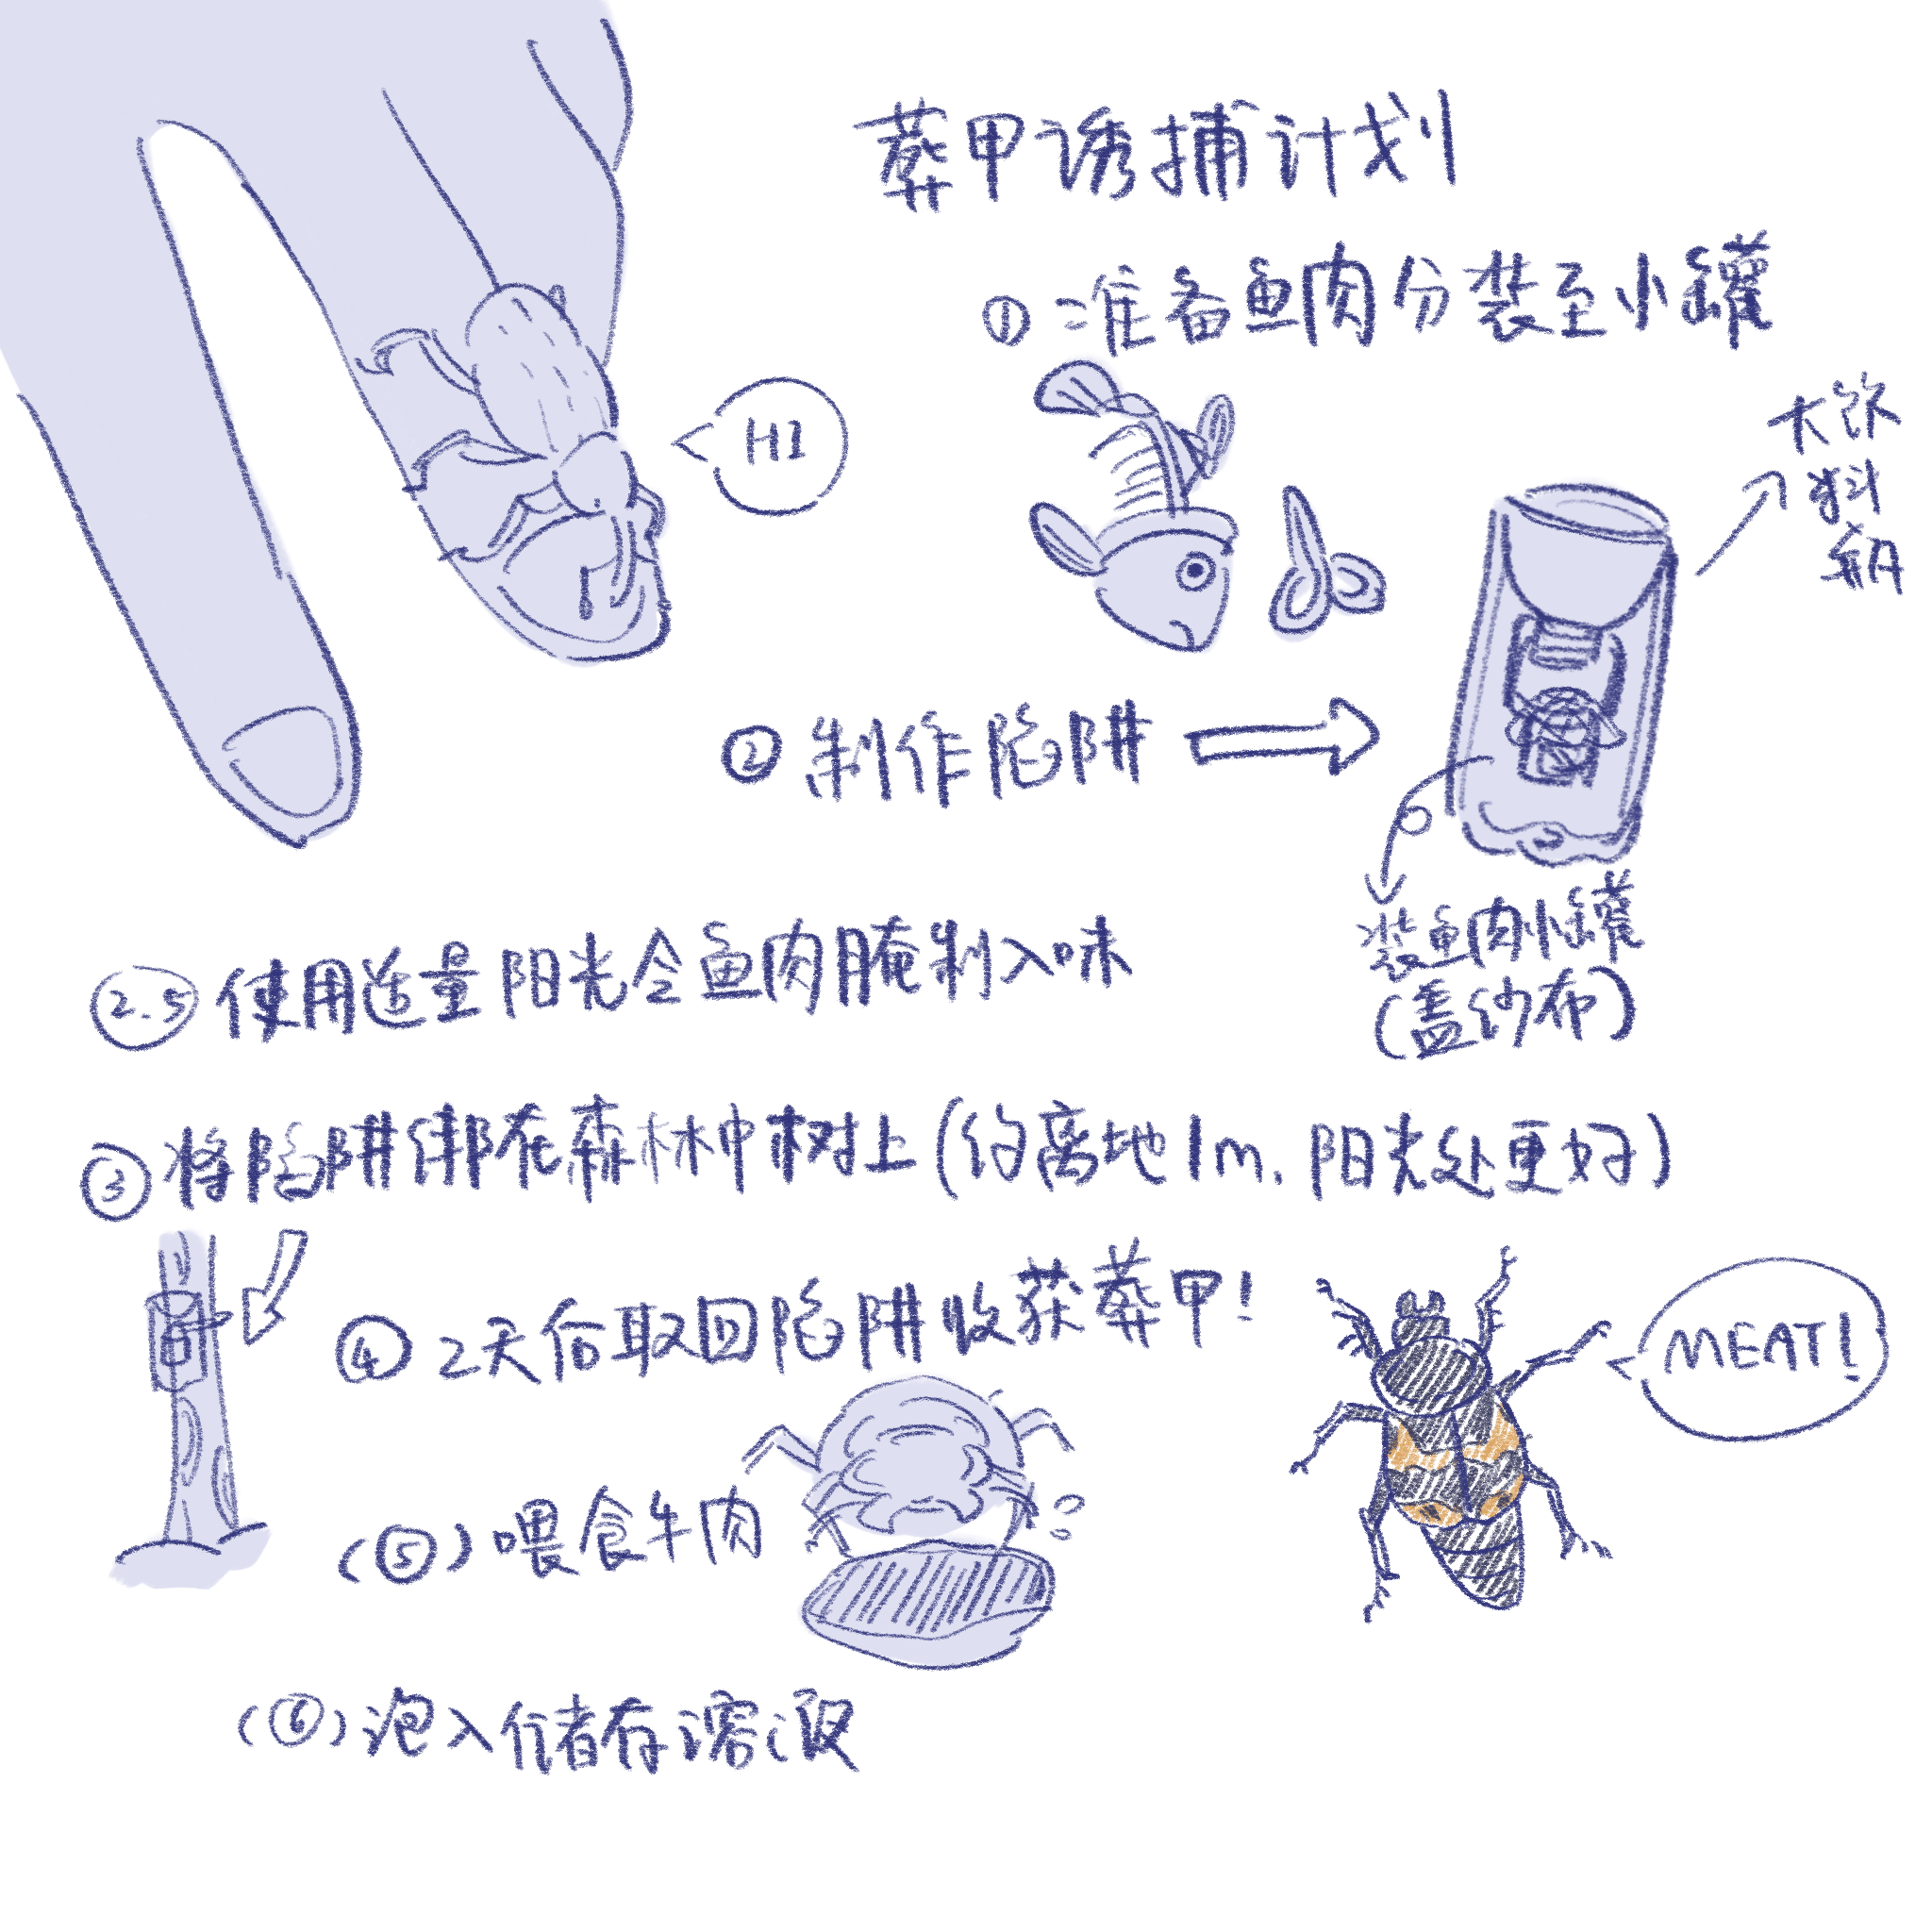 葬甲诱捕计划
① 准备鱼肉分装至小罐
HI
大饮
料
瓶
② 制作陷阱
装鱼肉小罐
(盖纱布)
2.5 使用适量阳光令鱼肉腌制入味
③ 将陷阱绑在森林中树上(约离地1m.阳光处更好)
④ 2天后取回陷阱收获葬甲!
MEAT!
(⑤) 喂食牛肉
(⑥) 泡入储存溶液